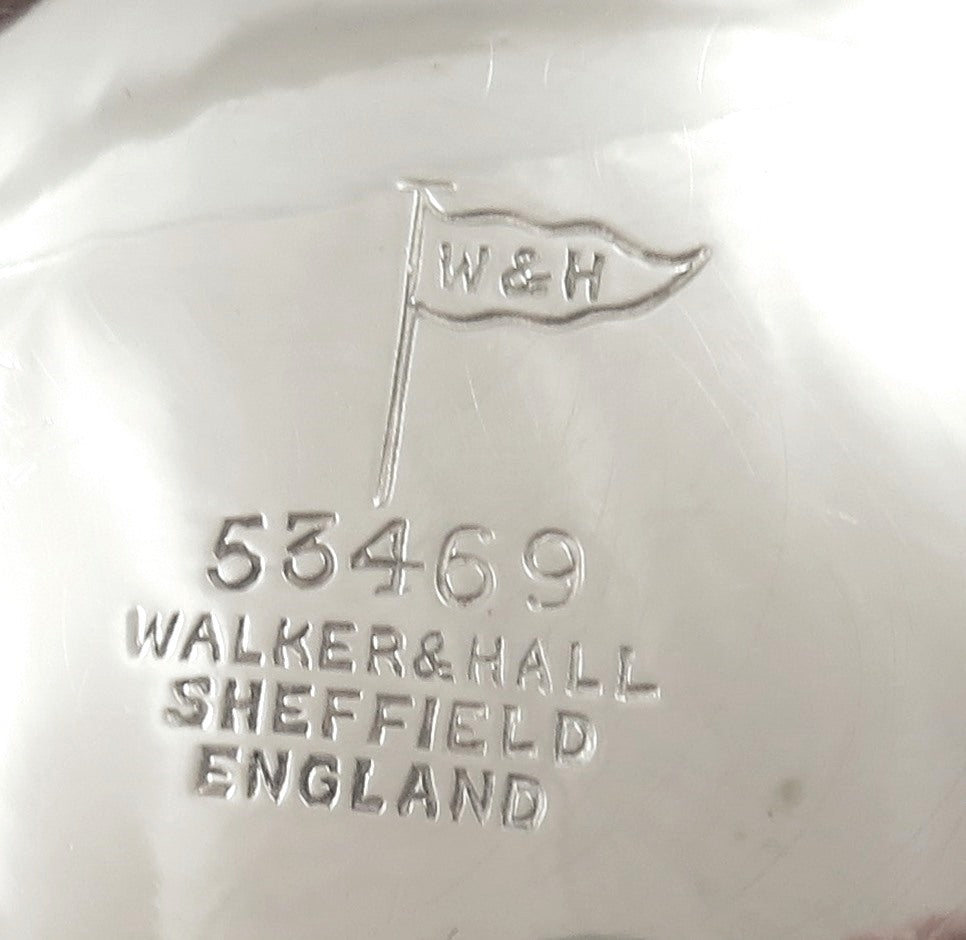 W & H
53469
WALKER & HALL
SHEFFIELD
ENGLAND